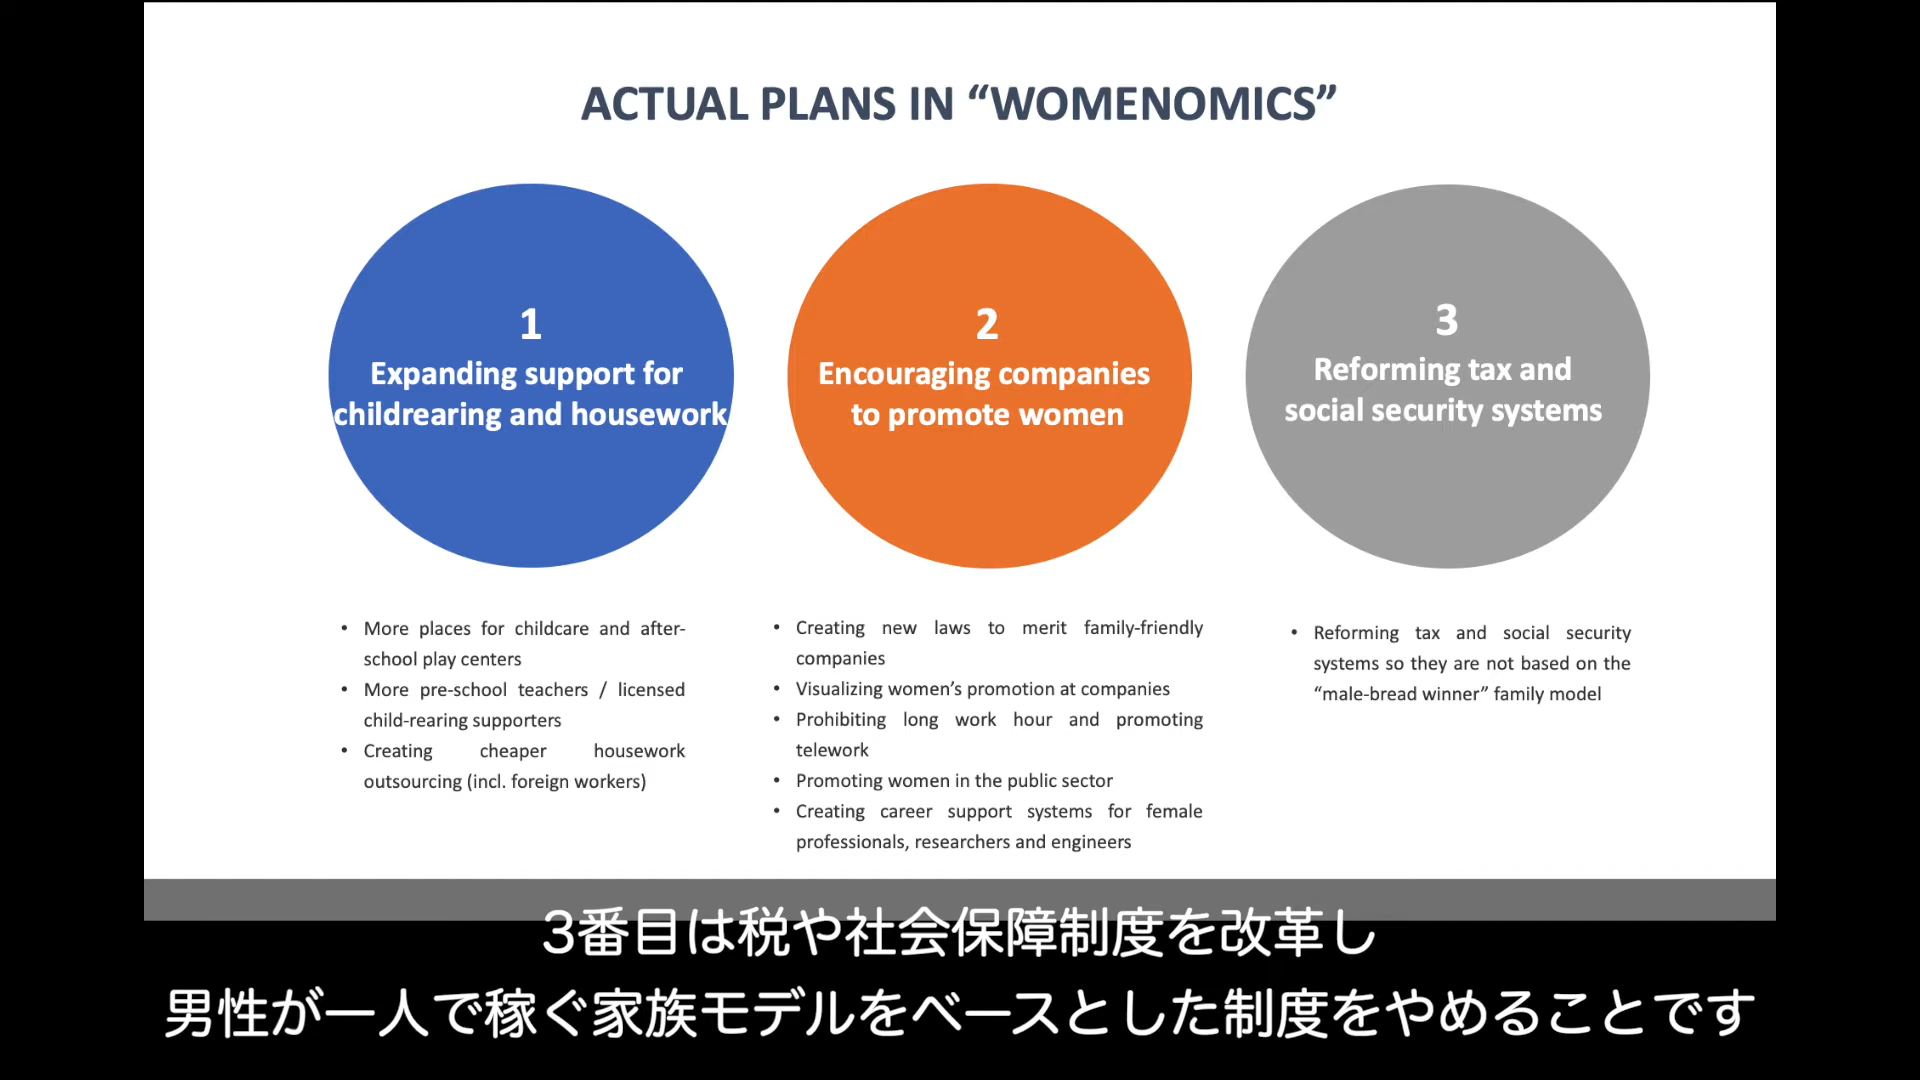 ACTUAL PLANS IN “WOMENOMICS”
1
Expanding support for
childrearing and housework
2
Encouraging companies
to promote women
3
Reforming tax and
social security systems
• More places for childcare and after-
school play centers
• More pre-school teachers / licensed
child-rearing supporters
• Creating cheaper housework
outsourcing (incl. foreign workers)
• Creating new laws to merit family-friendly
companies
• Visualizing women’s promotion at companies
• Prohibiting long work hour and promoting
telework
• Promoting women in the public sector
• Creating career support systems for female
professionals, researchers and engineers
• Reforming tax and social security
systems so they are not based on the
“male-bread winner” family model
3番目は税や社会保障制度を改革し
男性が一人で稼ぐ家族モデルをベースとした制度をやめることです